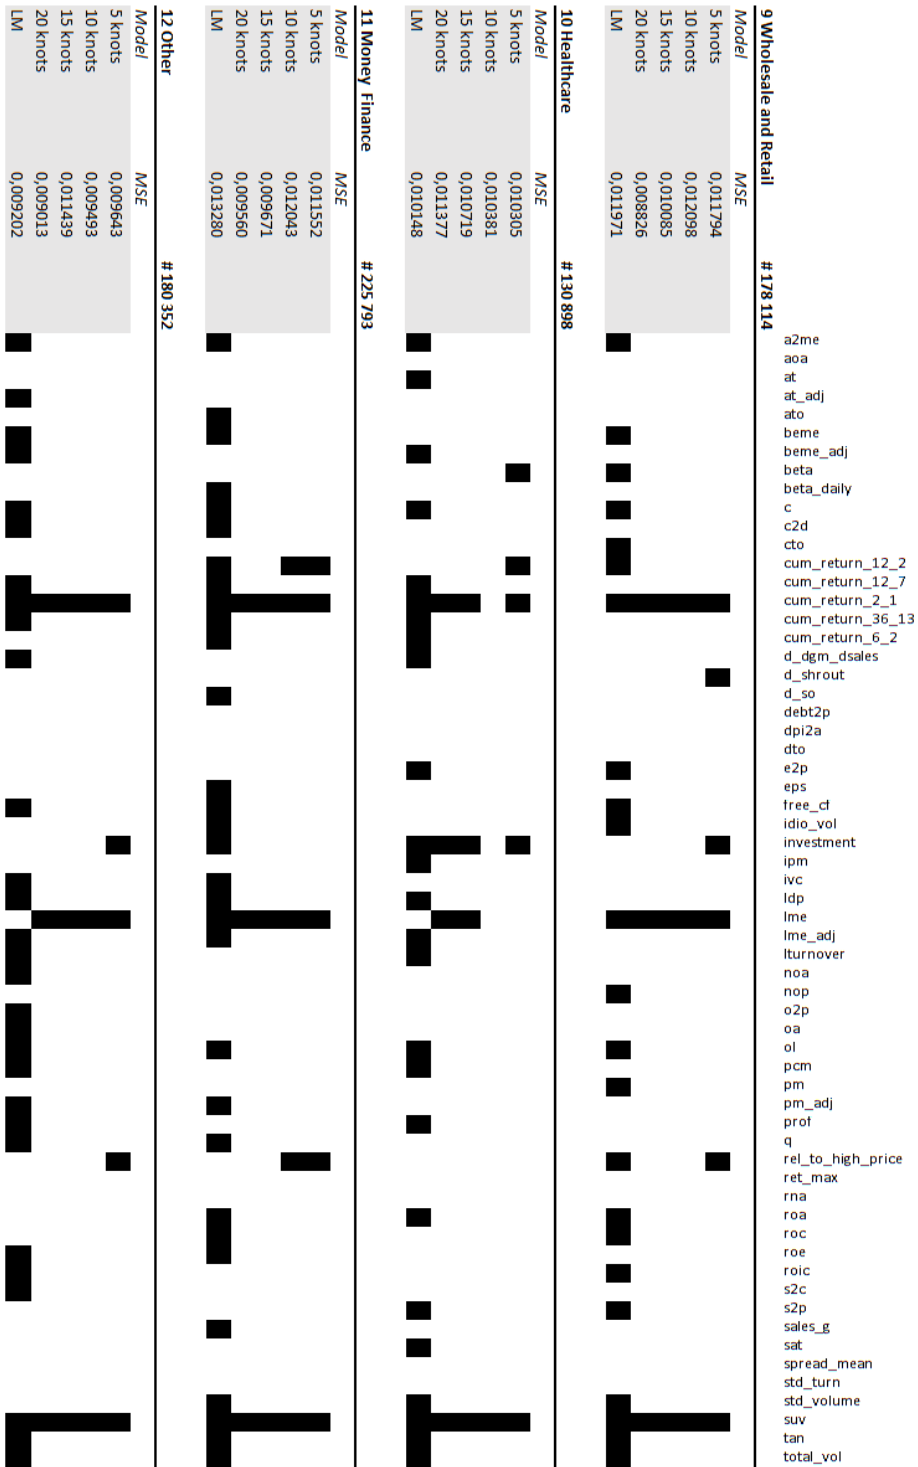 9 Wholesale and Retail # 178 114
Model MSE
5 knots 0,011794
10 knots 0,012098
15 knots 0,010085
20 knots 0,008826
LM 0,011971
10 Healthcare # 130 898
Model MSE
5 knots 0,010305
10 knots 0,010381
15 knots 0,010719
20 knots 0,011377
LM 0,010148
11 Money Finance # 225 793
Model MSE
5 knots 0,011552
10 knots 0,012043
15 knots 0,009671
20 knots 0,009560
LM 0,013280
12 Other # 180 352
Model MSE
5 knots 0,009643
10 knots 0,009493
15 knots 0,011439
20 knots 0,009013
LM 0,009202
a2me
aoa
at
at_adj
ato
beme
beme_adj
beta
beta_daily
c
c2d
cto
cum_return_12_2
cum_return_12_7
cum_return_2_1
cum_return_36_13
cum_return_6_2
d_dgm_dsales
d_shrout
d_so
debt2p
dpi2a
dto
e2p
eps
free_cf
idio_vol
investment
ipm
ivc
ldp
lme
lme_adj
lturnover
noa
nop
o2p
oa
ol
pcm
pm
pm_adj
prof
q
rel_to_high_price
ret_max
rna
roa
roc
roe
roic
s2c
s2p
sales_g
sat
spread_mean
std_turn
std_volume
suv
tan
total_vol